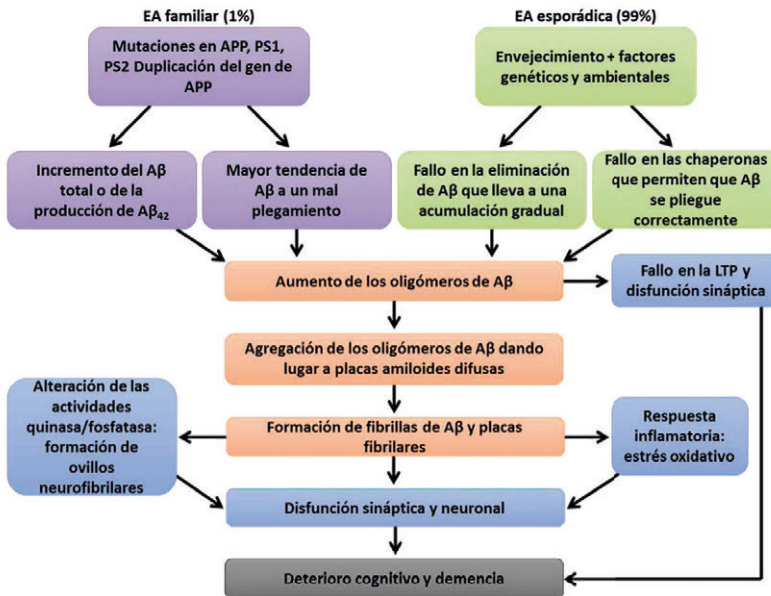 EA familiar (1%)
EA esporádica (99%)
Mutaciones en APP, PS1,
PS2 Duplicación del gen de
APP
Envejecimiento + factores
genéticos y ambientales
Incremento del Aβ
total o de la
producción de Aβ₄₂
Mayor tendencia de
Aβ a un mal
plegamiento
Fallo en la eliminación
de Aβ que lleva a una
acumulación gradual
Fallo en las chaperonas
que permiten que Aβ
se pliegue
correctamente
Aumento de los oligómeros de Aβ
Fallo en la LTP y
disfunción sináptica
Agregación de los oligómeros de Aβ dando
lugar a placas amiloides difusas
Alteración de las
actividades
quinasa/fosfatasa:
formación de
ovillos
neurofibrilares
Formación de fibrillas de Aβ y placas
fibrilares
Respuesta
inflamatoria:
estrés oxidativo
Disfunción sináptica y neuronal
Deterioro cognitivo y demencia